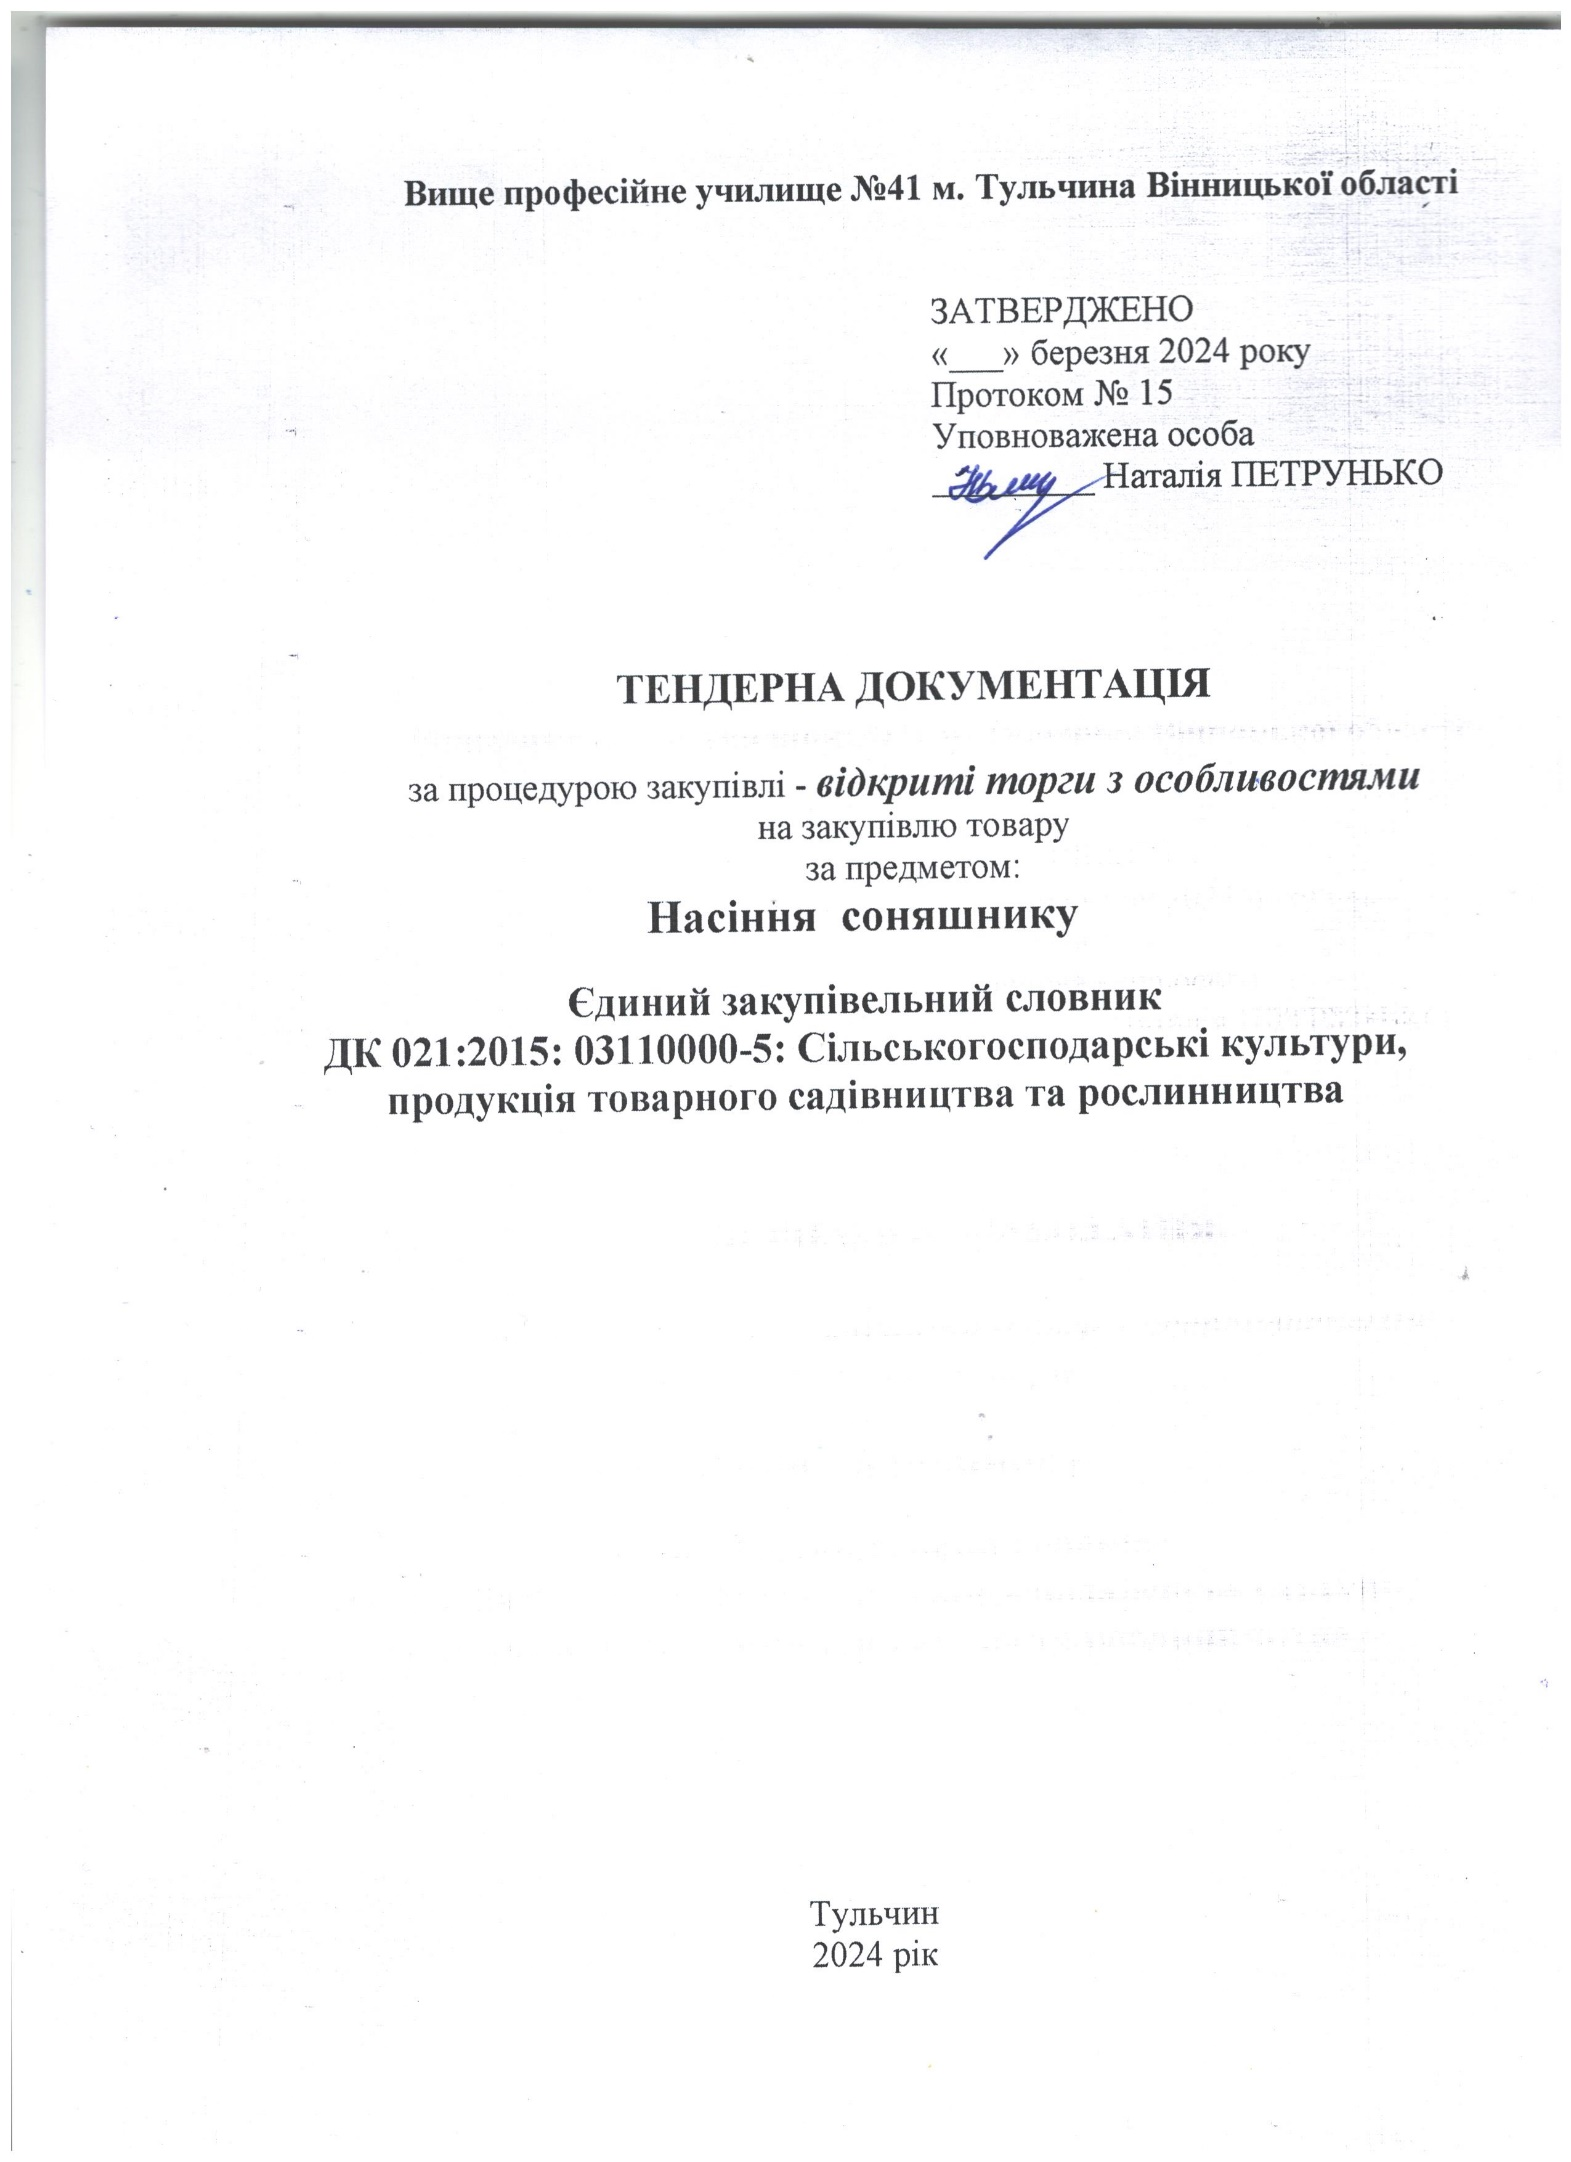 Вище професійне училище №41 м. Тульчина Вінницької області
ЗАТВЕРДЖЕНО
«___» березня 2024 року
Протоком № 15
Уповноважена особа
_________ Наталія ПЕТРУНЬКО
ТЕНДЕРНА ДОКУМЕНТАЦІЯ
за процедурою закупівлі - відкриті торги з особливостями
на закупівлю товару
за предметом:
Насіння соняшнику
Єдиний закупівельний словник
ДК 021:2015: 03110000-5: Сільськогосподарські культури,
продукція товарного садівництва та рослинництва
Тульчин
2024 рік